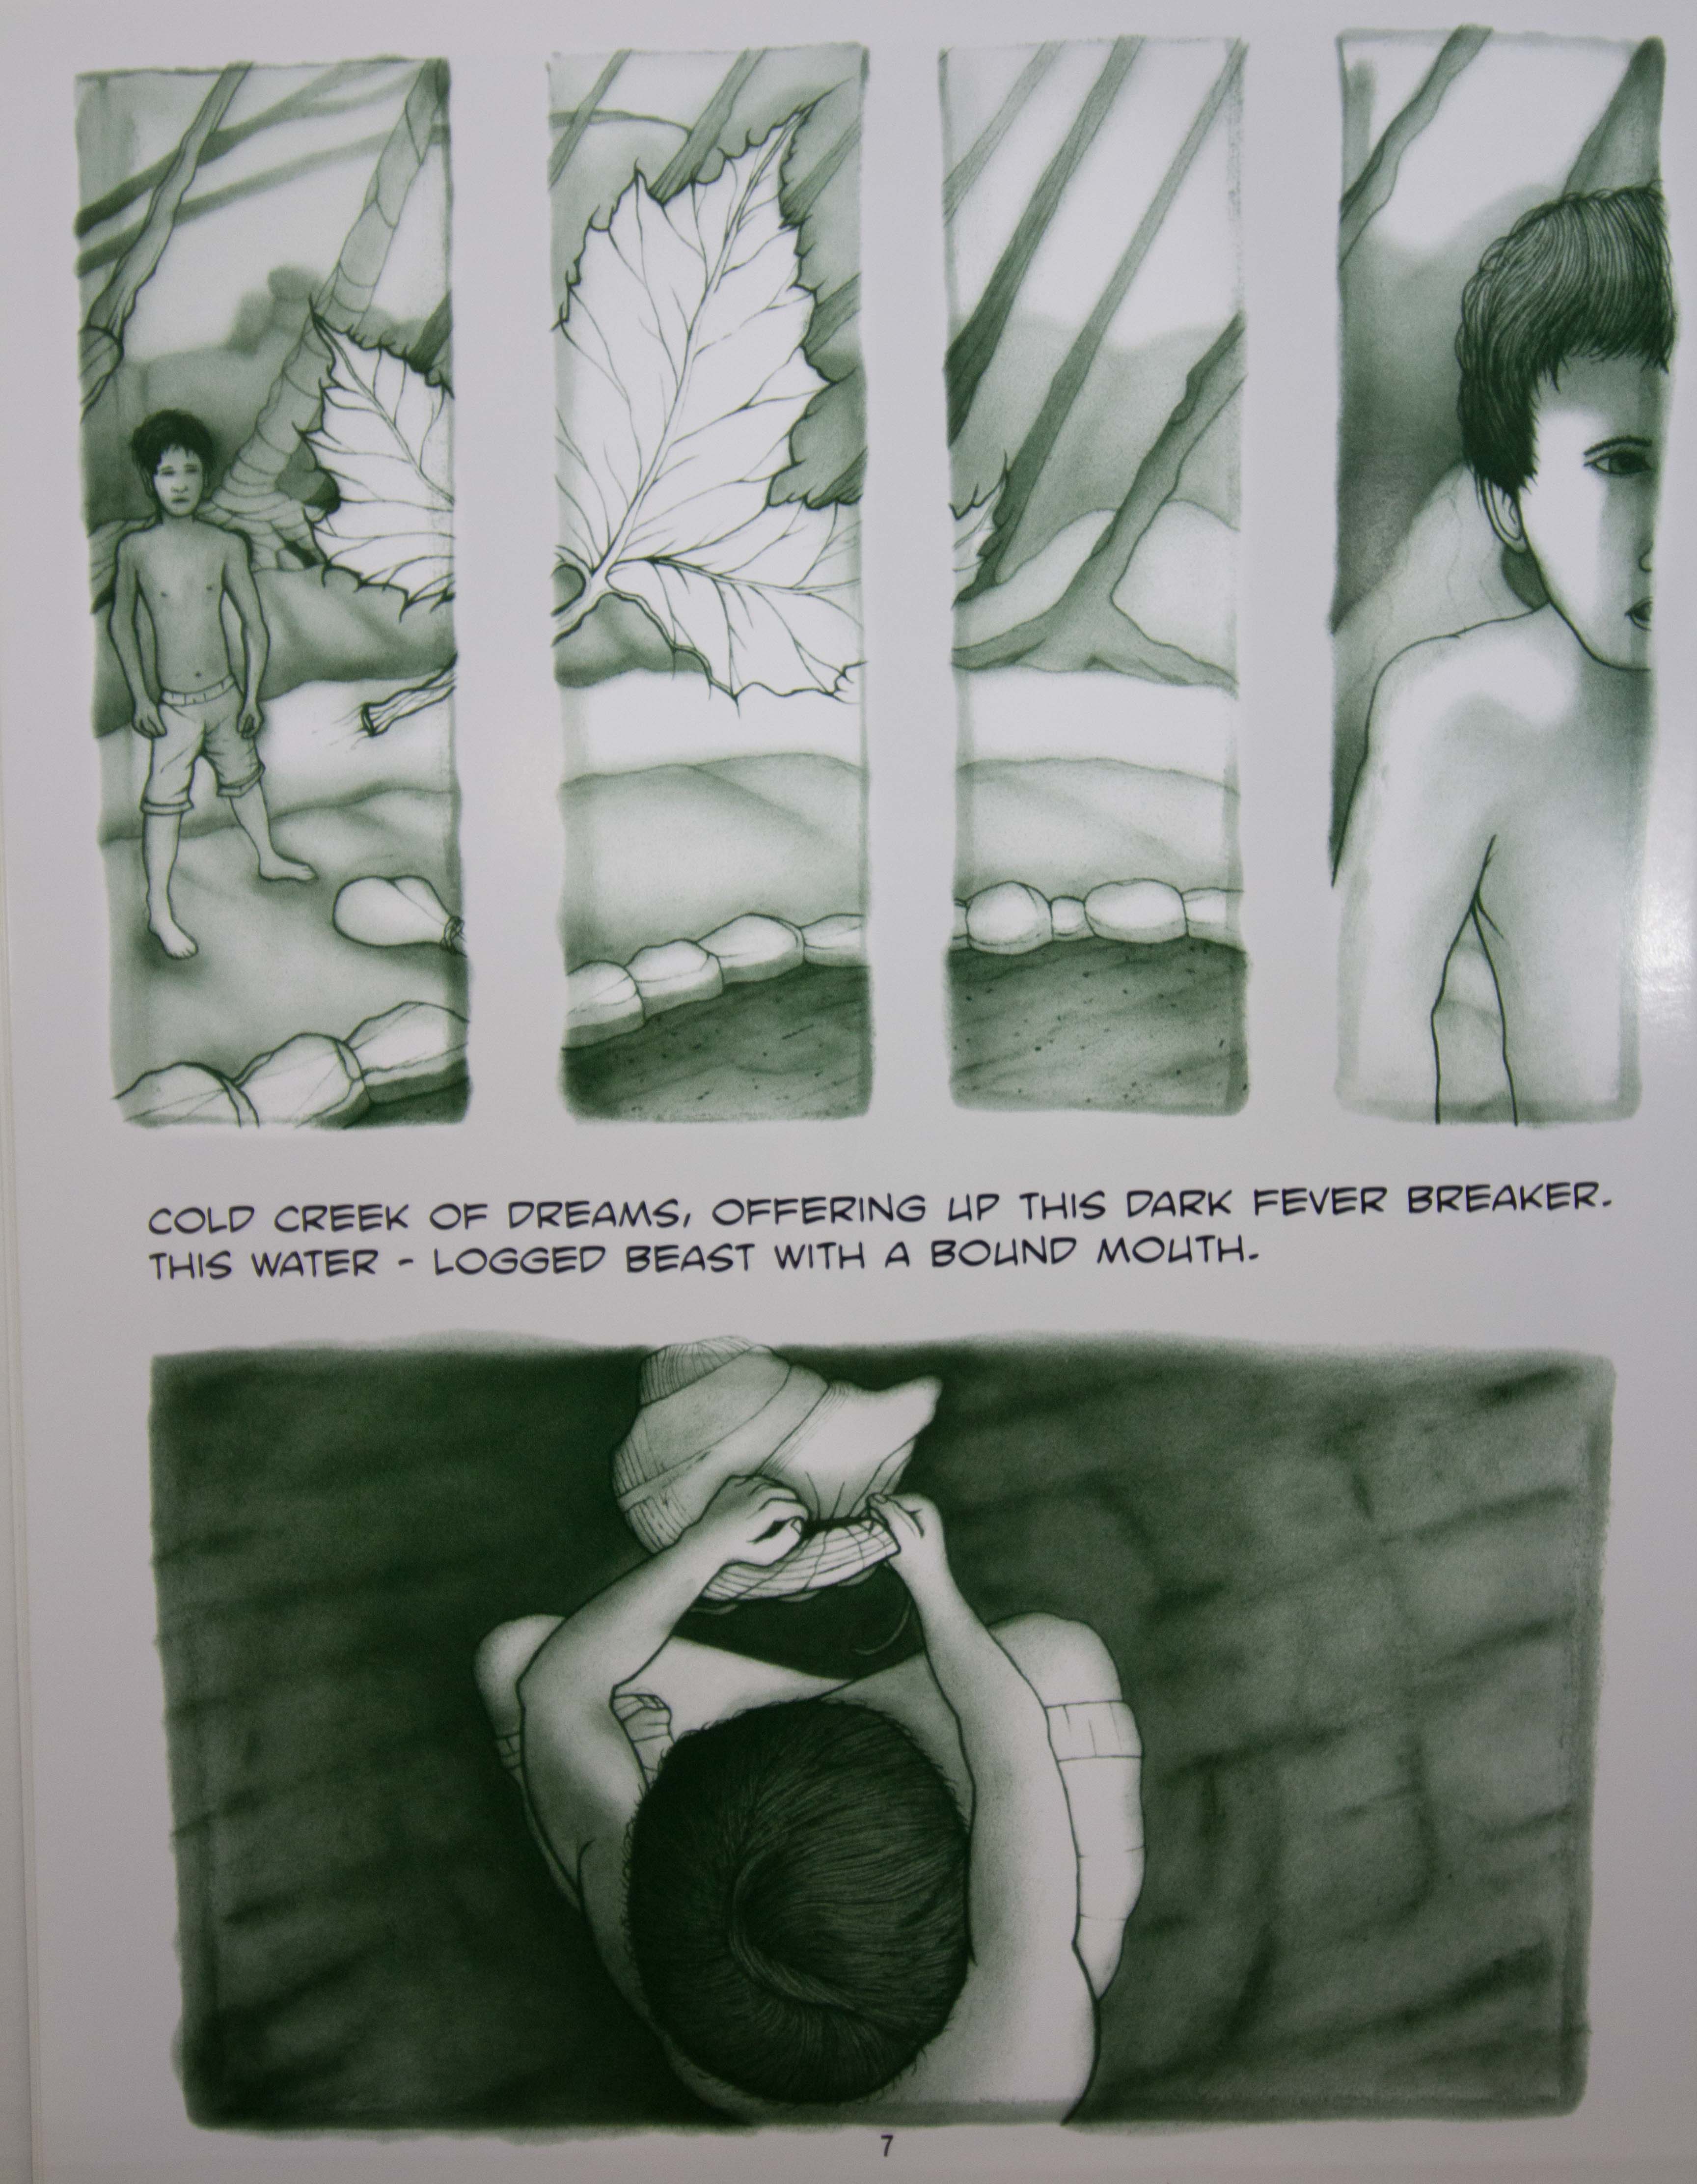 COLD CREEK OF DREAMS, OFFERING UP THIS DARK FEVER BREAKER.
THIS WATER - LOGGED BEAST WITH A BOUND MOUTH.
7